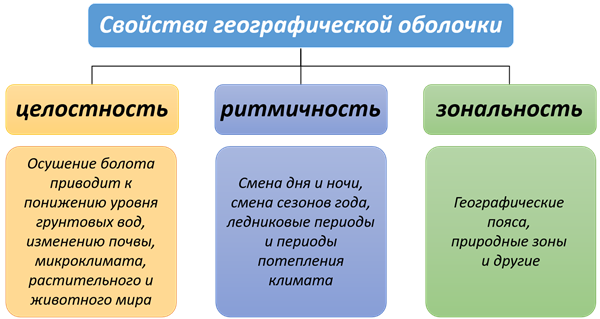 Свойства географической оболочки
целостность
ритмичность
зональность
Осушение болота
приводит к
понижению уровня
грунтовых вод,
изменению почвы,
микроклимата,
растительного и
животного мира
Смена дня и ночи,
смена сезонов года,
ледниковые периоды
и периоды
потепления
климата
Географические
пояса,
природные зоны
и другие